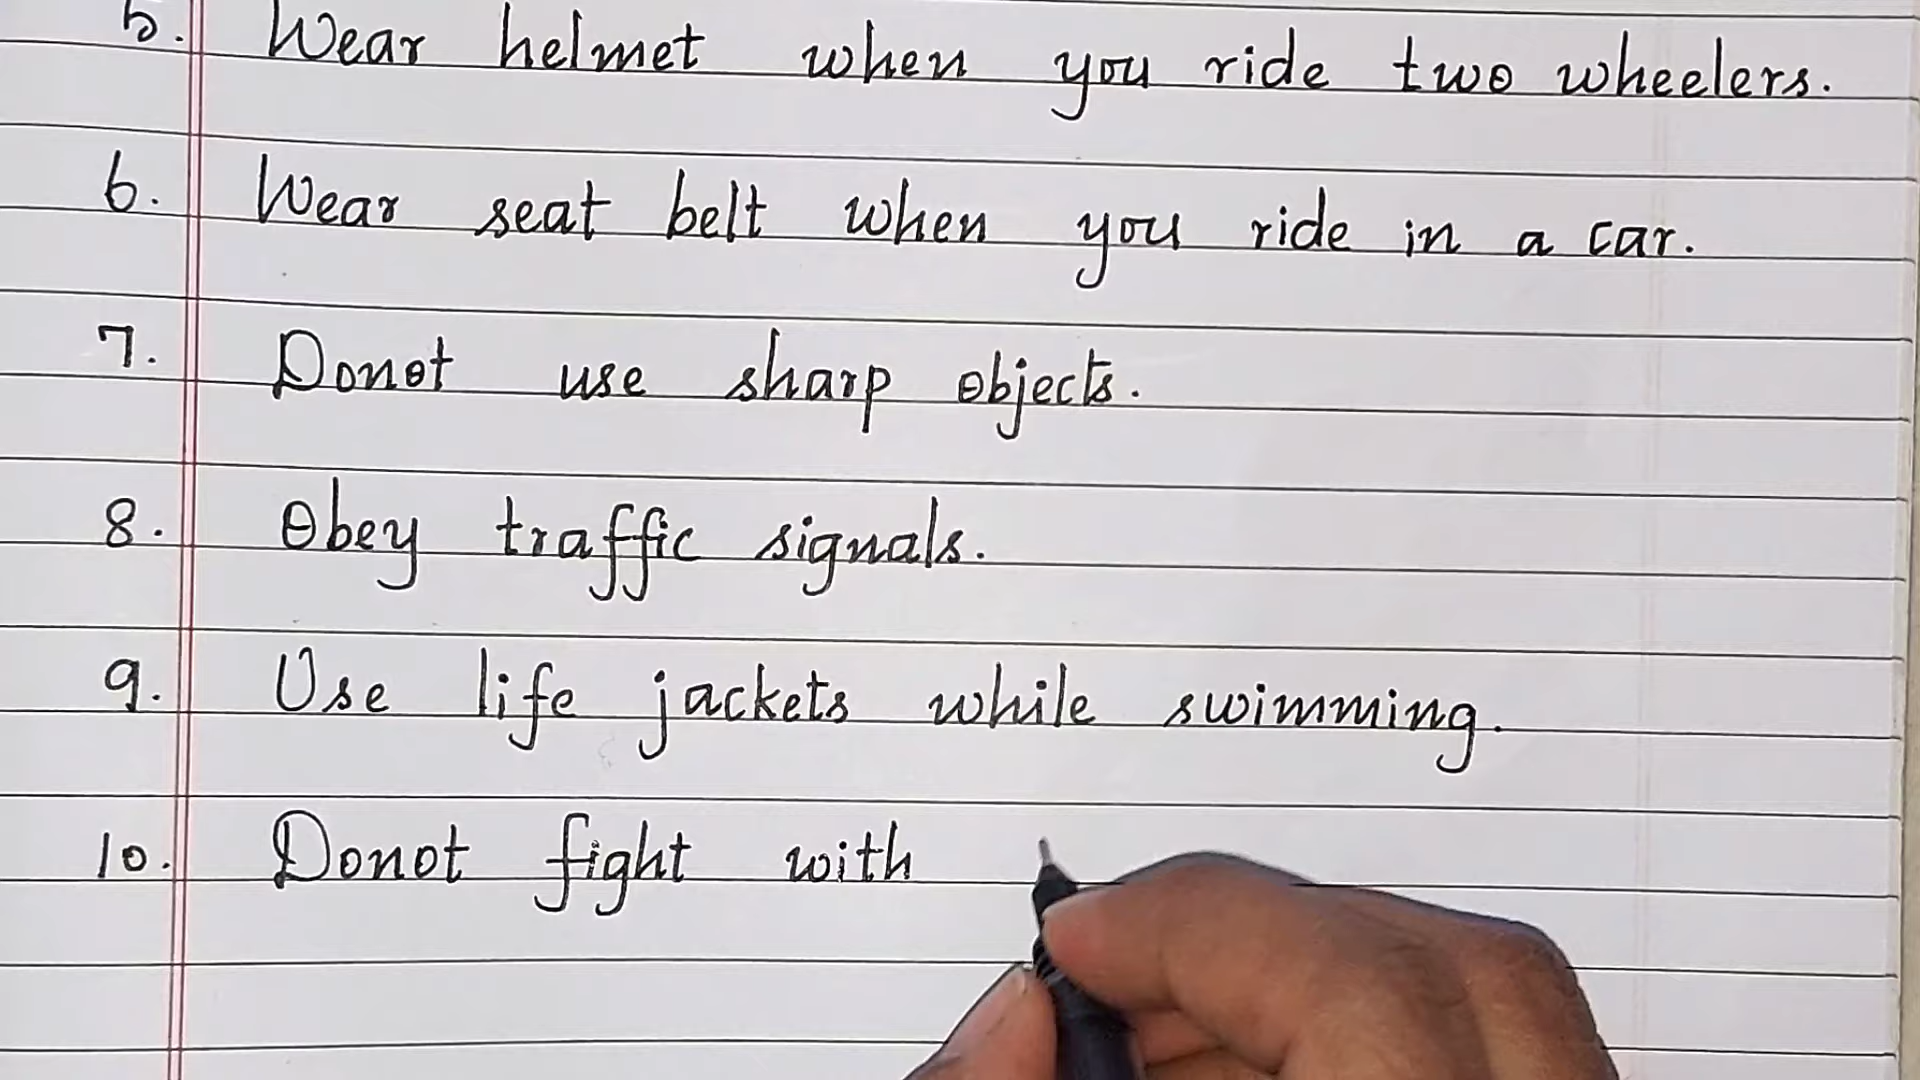 5. Wear helmet when you ride two wheelers.
6. Wear seat belt when you ride in a car.
7. Donot use sharp objects.
8. Obey traffic signals.
9. Use life jackets while swimming.
10. Donot fight with